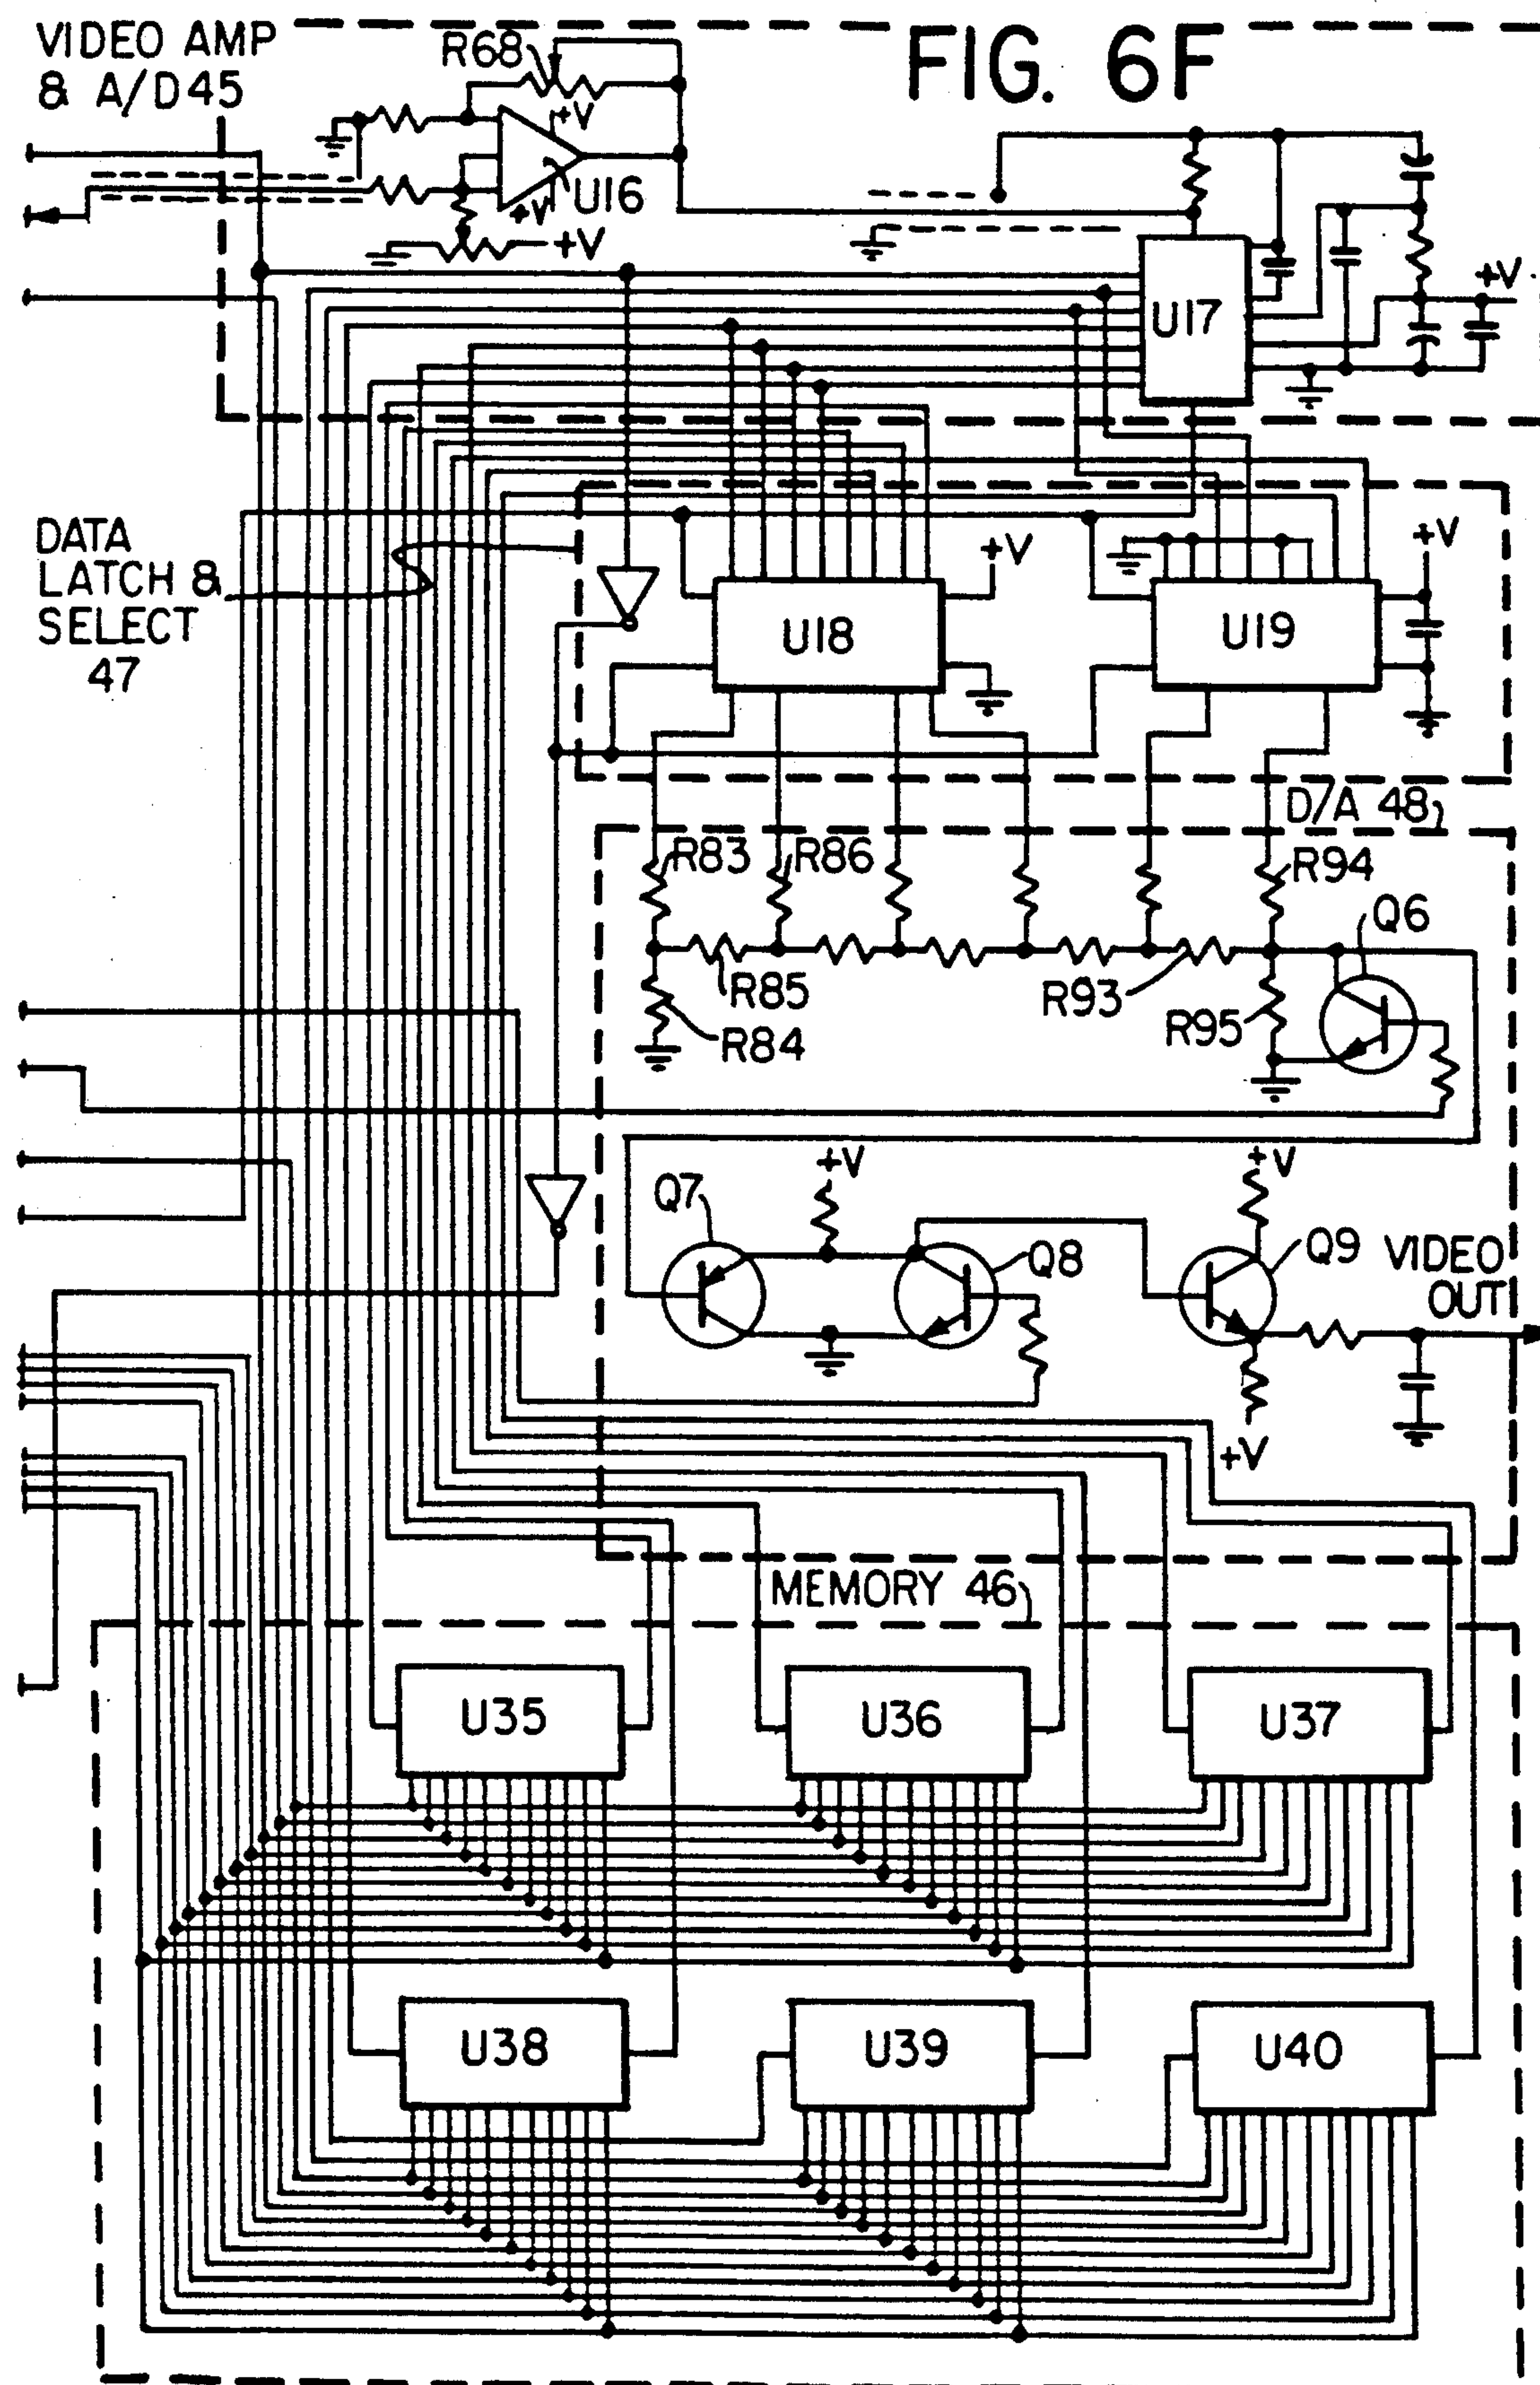 VIDEO AMP
& A/D45
R68
FIG. 6F
+V
U16
+V
+V
U17
+V
DATA
LATCH &
SELECT
47
+V
+V
U18
U19
D/A 48
R83
R86
R94
Q6
R85
R93
R84
R95
+V
+V
Q7
Q8
Q9
VIDEO
OUT
+V
MEMORY 46
U35
U36
U37
U38
U39
U40